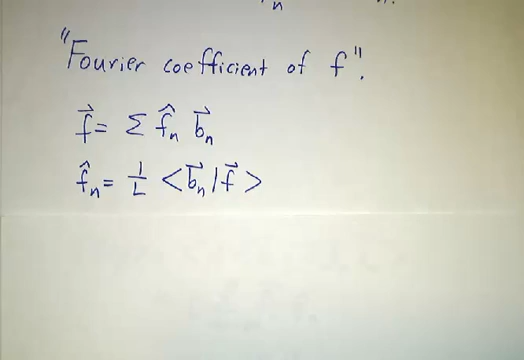 n
"Fourier coefficient of f".
f⃗ = Σ f̂ₙ b⃗ₙ
f̂ₙ = 1/L <b⃗ₙ|f⃗>